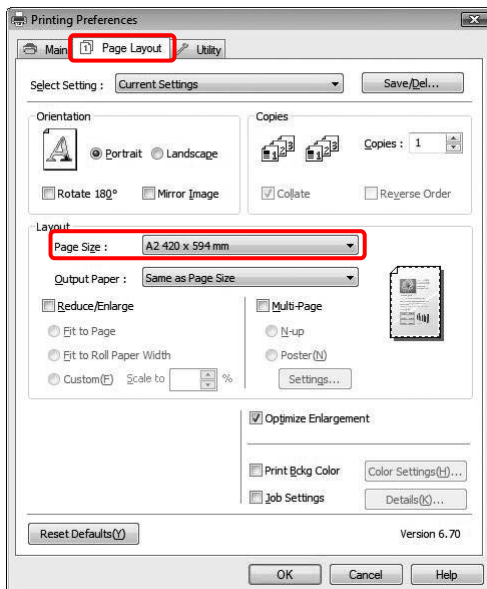 Printing Preferences
Main
Page Layout
Utility
Select Setting : Current Settings Save/Del...
Orientation
Portrait Landscape
Rotate 180° Mirror Image
Copies
Copies : 1
Collate Reverse Order
Layout
Page Size : A2 420 x 594 mm
Output Paper : Same as Page Size
Reduce/Enlarge
Fit to Page
Fit to Roll Paper Width
Custom(F) Scale to %
Multi-Page
N-up
Poster(N)
Settings...
Optimize Enlargement
Print Bckg Color Color Settings(H)...
Job Settings Details(K)...
Reset Defaults(Y) Version 6.70
OK Cancel Help